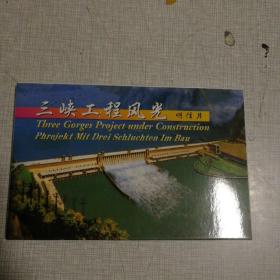 三峡工程风光 明信片
Three Gorges Project under Construction
Phrojekt Mit Drei Schluchten Im Bau